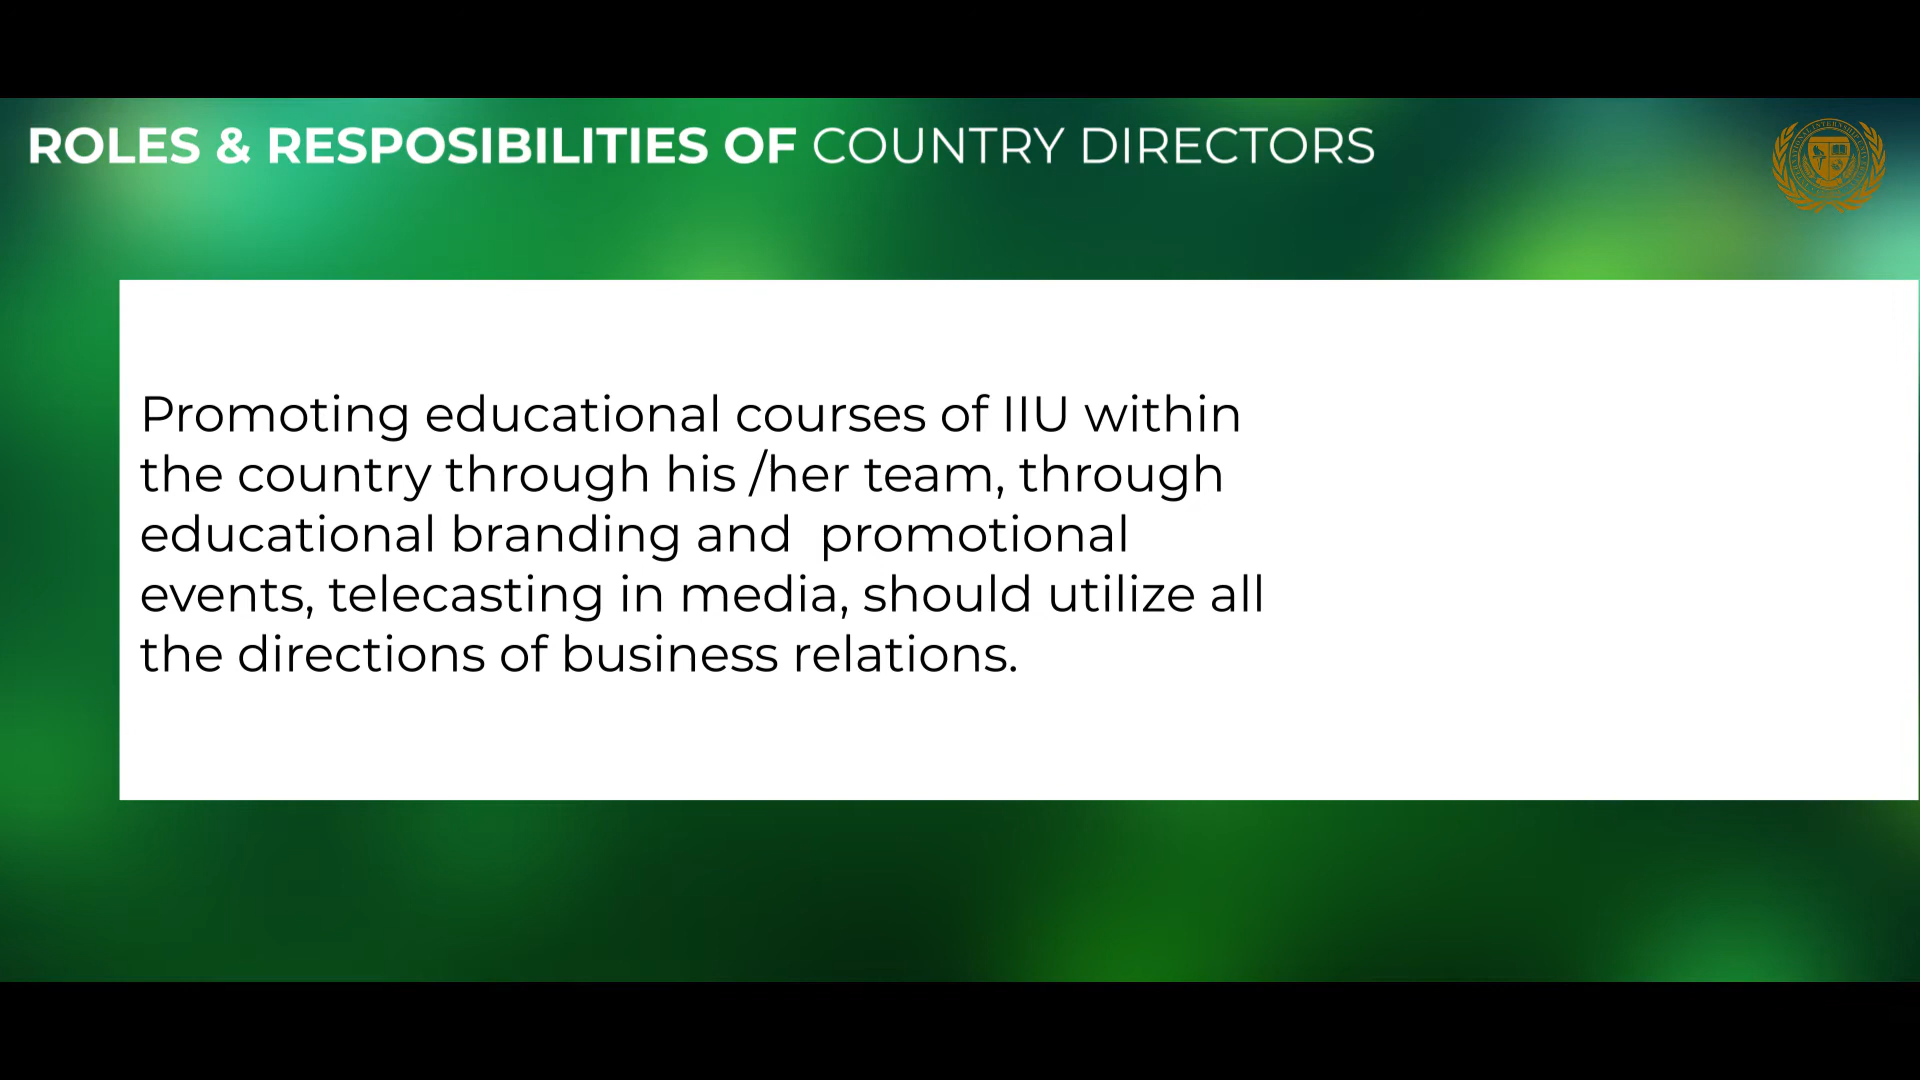 ROLES & RESPOSIBILITIES OF COUNTRY DIRECTORS
Promoting educational courses of IIU within
the country through his /her team, through
educational branding and  promotional
events, telecasting in media, should utilize all
the directions of business relations.